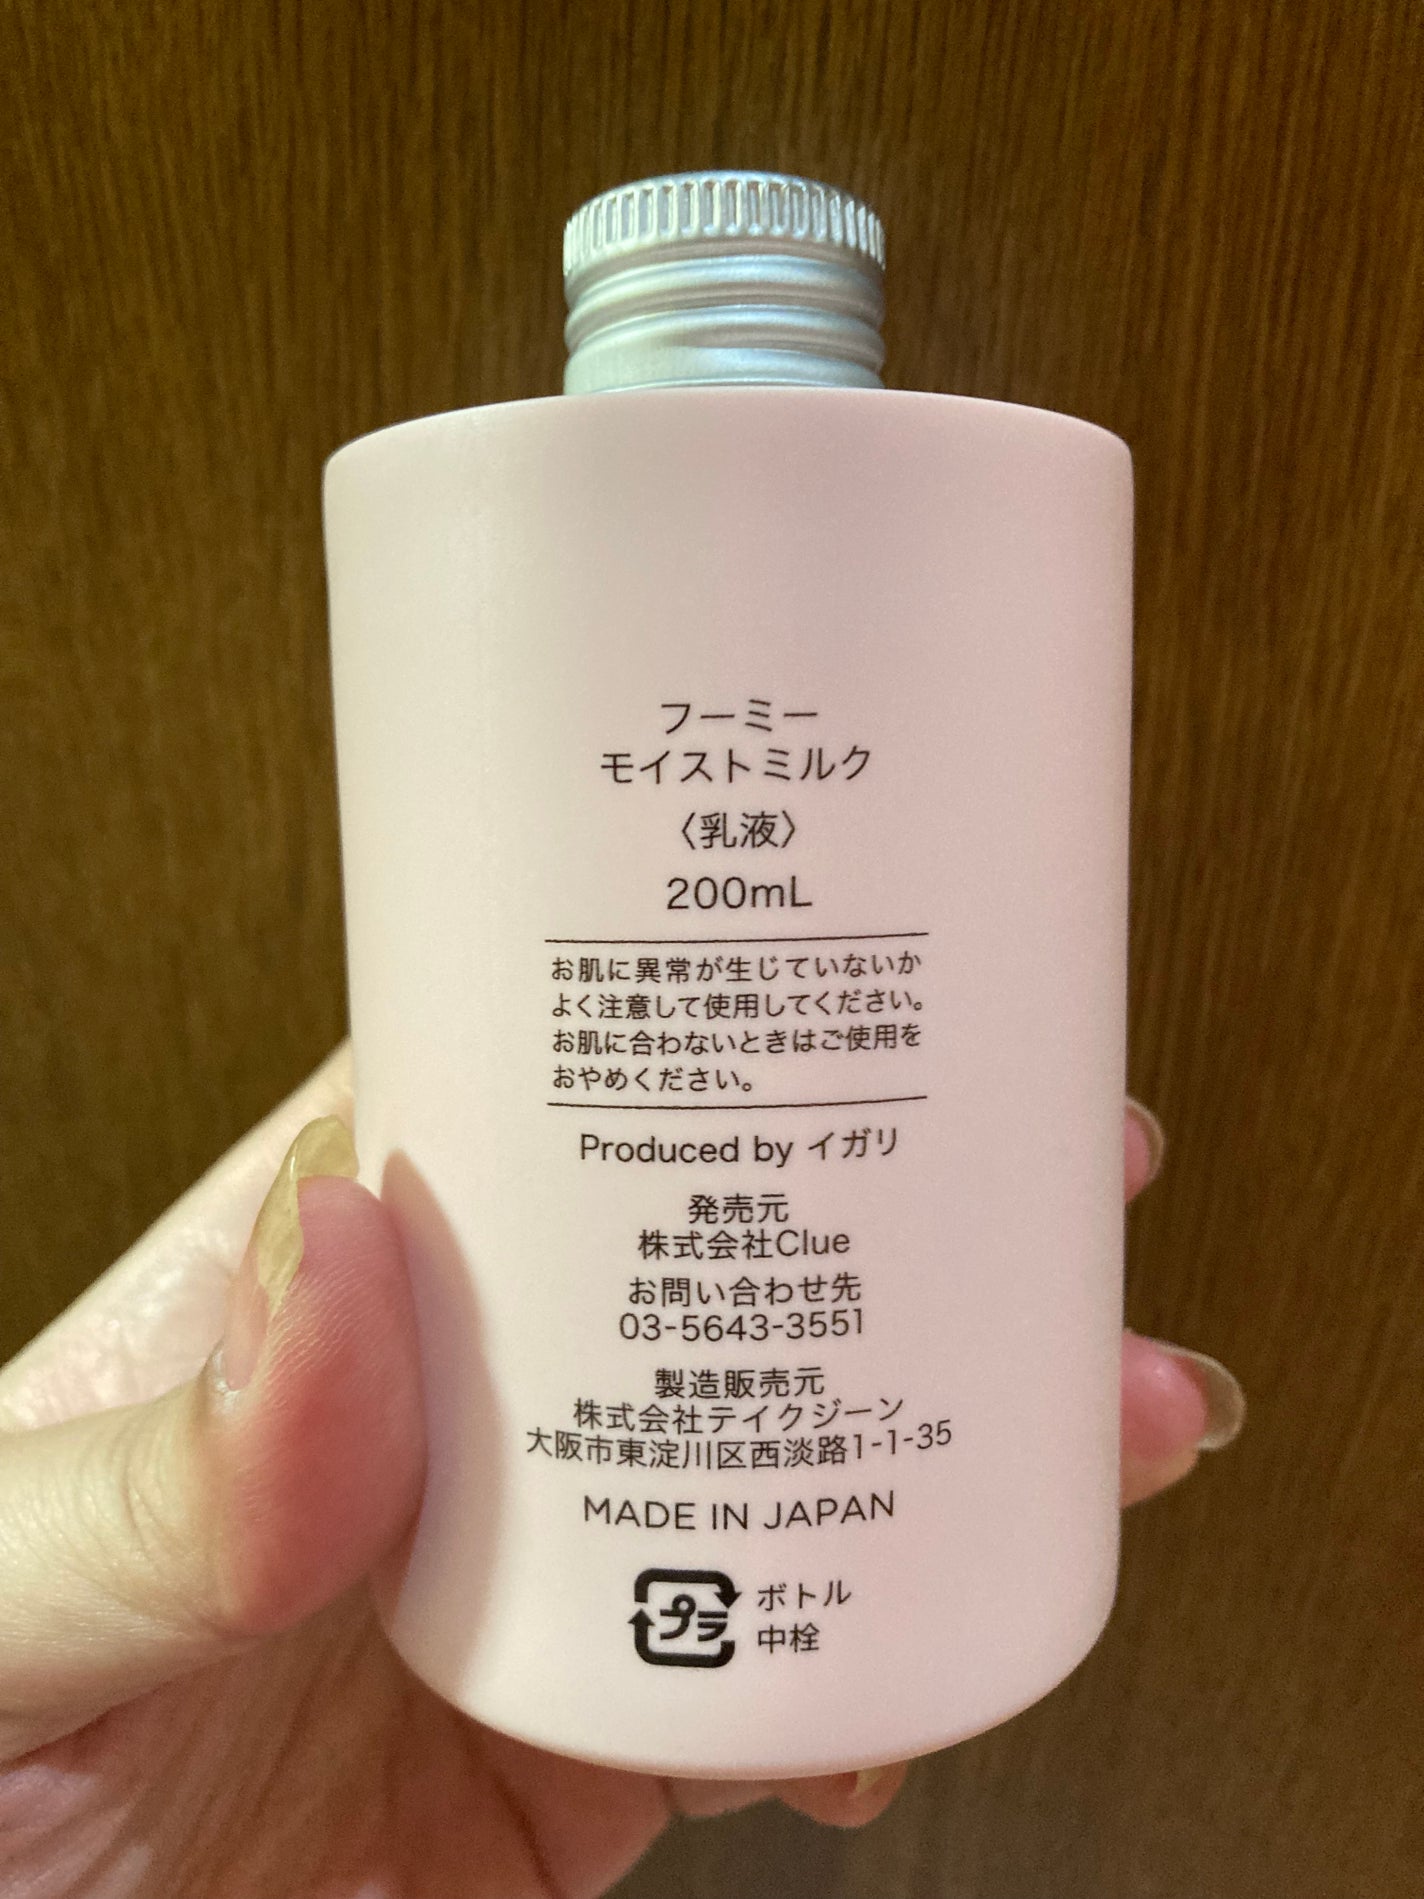 フーミー
モイストミルク
〈乳液〉
200mL
お肌に異常が生じていないか
よく注意して使用してください。
お肌に合わないときはご使用を
おやめください。
Produced by イガリ
発売元
株式会社Clue
お問い合わせ先
03-5643-3551
製造販売元
株式会社テイクジーン
大阪市東淀川区西淡路1-1-35
MADE IN JAPAN
プラ ボトル
中栓